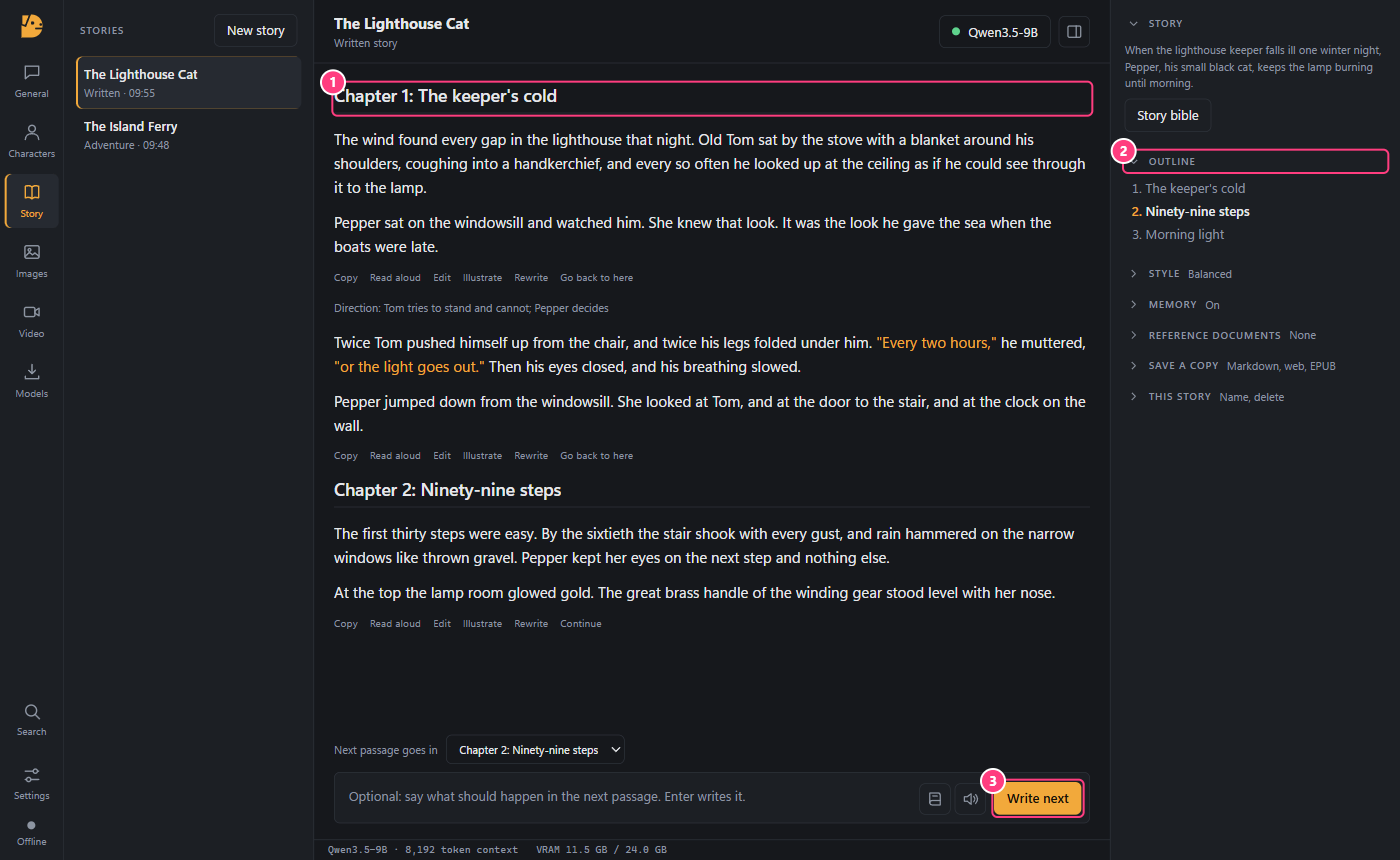 General
Characters
Story
Images
Video
Models
Search
Settings
Offline
STORIES
New story
The Lighthouse Cat
Written · 09:55
The Island Ferry
Adventure · 09:48
The Lighthouse Cat
Written story
Qwen3.5-9B
1
Chapter 1: The keeper's cold
The wind found every gap in the lighthouse that night. Old Tom sat by the stove with a blanket around his
shoulders, coughing into a handkerchief, and every so often he looked up at the ceiling as if he could see through
it to the lamp.
Pepper sat on the windowsill and watched him. She knew that look. It was the look he gave the sea when the
boats were late.
Copy Read aloud Edit Illustrate Rewrite Go back to here
Direction: Tom tries to stand and cannot; Pepper decides
Twice Tom pushed himself up from the chair, and twice his legs folded under him. "Every two hours," he muttered,
"or the light goes out." Then his eyes closed, and his breathing slowed.
Pepper jumped down from the windowsill. She looked at Tom, and at the door to the stair, and at the clock on the
wall.
Copy Read aloud Edit Illustrate Rewrite Go back to here
Chapter 2: Ninety-nine steps
The first thirty steps were easy. By the sixtieth the stair shook with every gust, and rain hammered on the narrow
windows like thrown gravel. Pepper kept her eyes on the next step and nothing else.
At the top the lamp room glowed gold. The great brass handle of the winding gear stood level with her nose.
Copy Read aloud Edit Illustrate Rewrite Continue
Next passage goes in Chapter 2: Ninety-nine steps
Optional: say what should happen in the next passage. Enter writes it.
3
Write next
Qwen3.5-9B · 8,192 token context VRAM 11.5 GB / 24.0 GB
STORY
When the lighthouse keeper falls ill one winter night,
Pepper, his small black cat, keeps the lamp burning
until morning.
Story bible
2
OUTLINE
1. The keeper's cold
2. Ninety-nine steps
3. Morning light
STYLE Balanced
MEMORY On
REFERENCE DOCUMENTS None
SAVE A COPY Markdown, web, EPUB
THIS STORY Name, delete